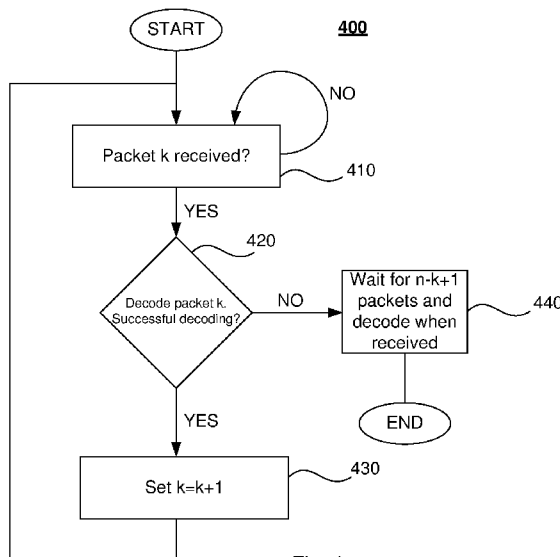 START
400
NO
Packet k received?
410
YES
420
Decode packet k.
Successful decoding?
NO
Wait for n-k+1
packets and
decode when
received
440
END
YES
430
Set k=k+1